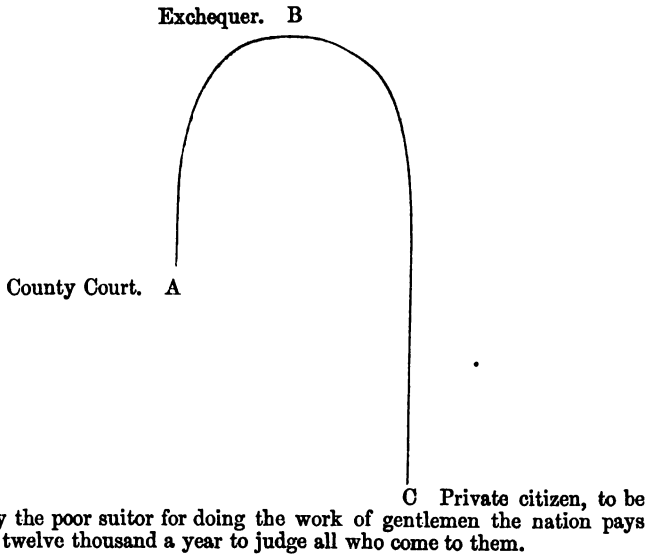 Exchequer. B
County Court. A
C Private citizen, to be
the poor suitor for doing the work of gentlemen the nation pays
twelve thousand a year to judge all who come to them.